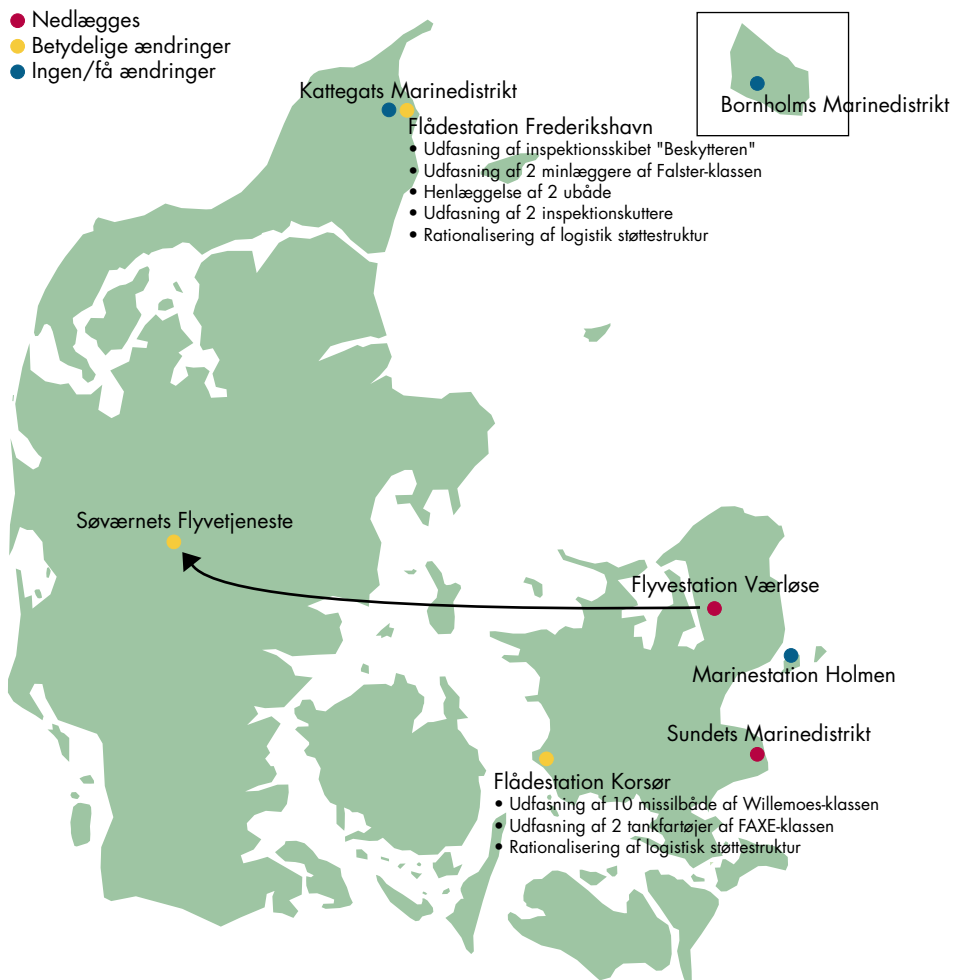 Nedlægges
Betydelige ændringer
Ingen/få ændringer
Kattegats Marinedistrikt
Bornholms Marinedistrikt
Flådestation Frederikshavn
• Udfasning af inspektionsskibet "Beskytteren"
• Udfasning af 2 minlæggere af Falster-klassen
• Henlæggelse af 2 ubåde
• Udfasning af 2 inspektionskuttere
• Rationalisering af logistik støttestruktur
Søværnets Flyvetjeneste
Flyvestation Værløse
Marinestation Holmen
Sundets Marinedistrikt
Flådestation Korsør
• Udfasning af 10 missilbåde af Willemoes-klassen
• Udfasning af 2 tankfartøjer af FAXE-klassen
• Rationalisering af logistisk støttestruktur